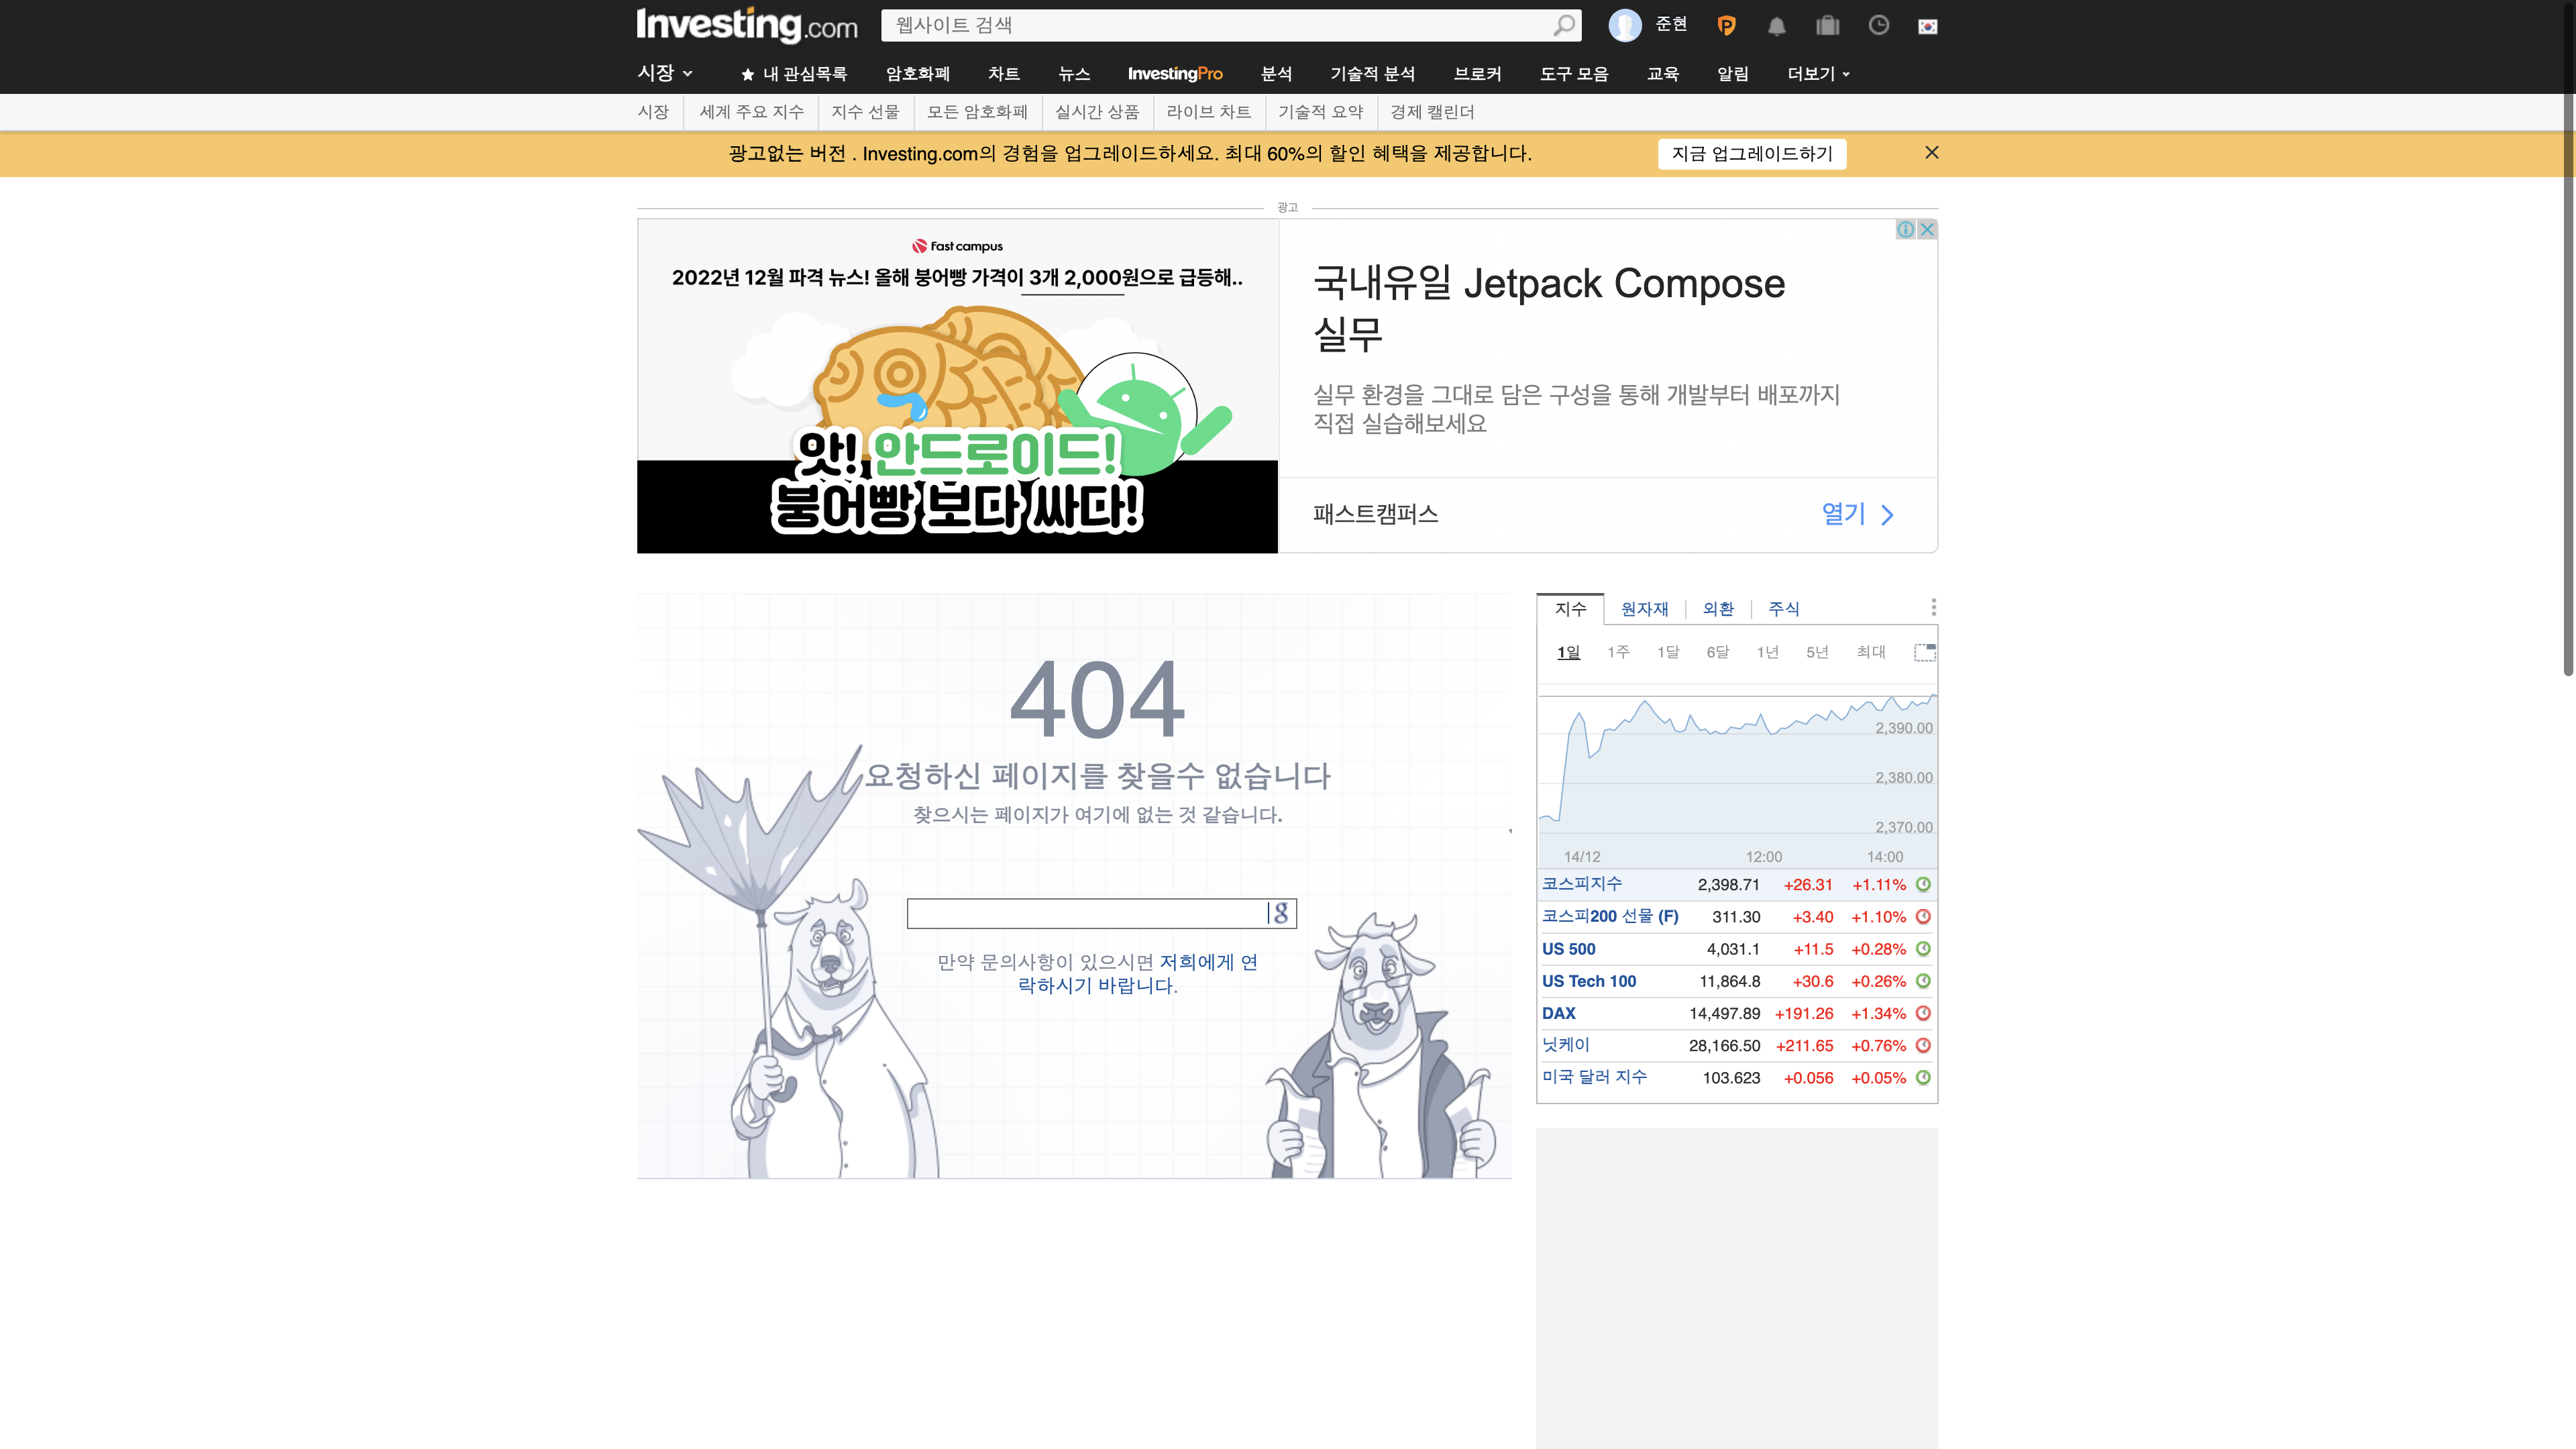 Investing.com
웹사이트 검색
준현
시장
내 관심목록
암호화폐
차트
뉴스
InvestingPro
분석
기술적 분석
브로커
도구 모음
교육
알림
더보기
시장
세계 주요 지수
지수 선물
모든 암호화폐
실시간 상품
라이브 차트
기술적 요약
경제 캘린더
광고없는 버전 . Investing.com의 경험을 업그레이드하세요. 최대 60%의 할인 혜택을 제공합니다.
지금 업그레이드하기
광고
Fast campus
2022년 12월 파격 뉴스! 올해 붕어빵 가격이 3개 2,000원으로 급등해..
앗! 안드로이드!
붕어빵 보다 싸다!
국내유일 Jetpack Compose
실무
실무 환경을 그대로 담은 구성을 통해 개발부터 배포까지
직접 실습해보세요
패스트캠퍼스
열기
404
요청하신 페이지를 찾을수 없습니다
찾으시는 페이지가 여기에 없는 것 같습니다.
g
만약 문의사항이 있으시면 저희에게 연
락하시기 바랍니다.
지수
원자재
외환
주식
1일 1주 1달 6달 1년 5년 최대
2,390.00
2,380.00
2,370.00
14/12 12:00 14:00
코스피지수 2,398.71 +26.31 +1.11%
코스피200 선물 (F) 311.30 +3.40 +1.10%
US 500 4,031.1 +11.5 +0.28%
US Tech 100 11,864.8 +30.6 +0.26%
DAX 14,497.89 +191.26 +1.34%
닛케이 28,166.50 +211.65 +0.76%
미국 달러 지수 103.623 +0.056 +0.05%